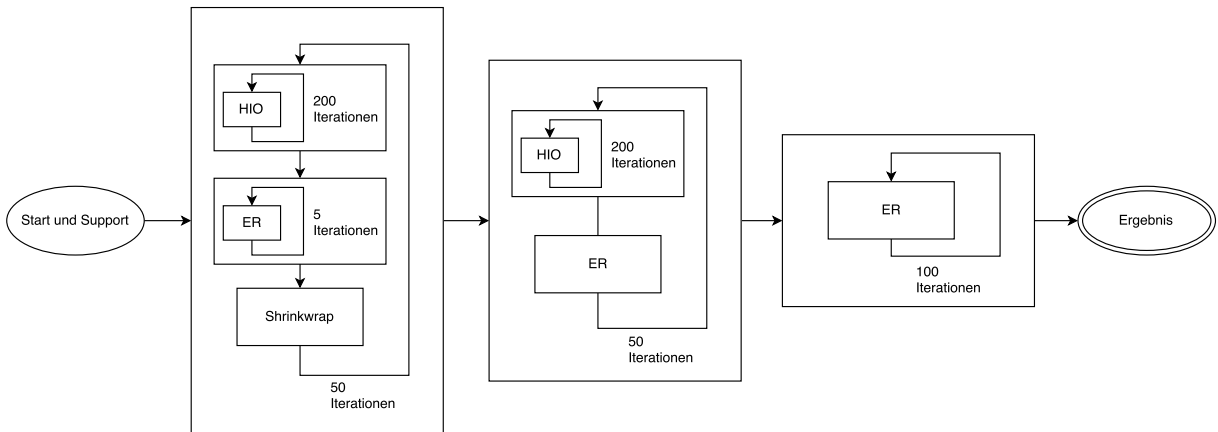 Start und Support
HIO
200
Iterationen
ER
5
Iterationen
Shrinkwrap
50
Iterationen
HIO
200
Iterationen
ER
50
Iterationen
ER
100
Iterationen
Ergebnis